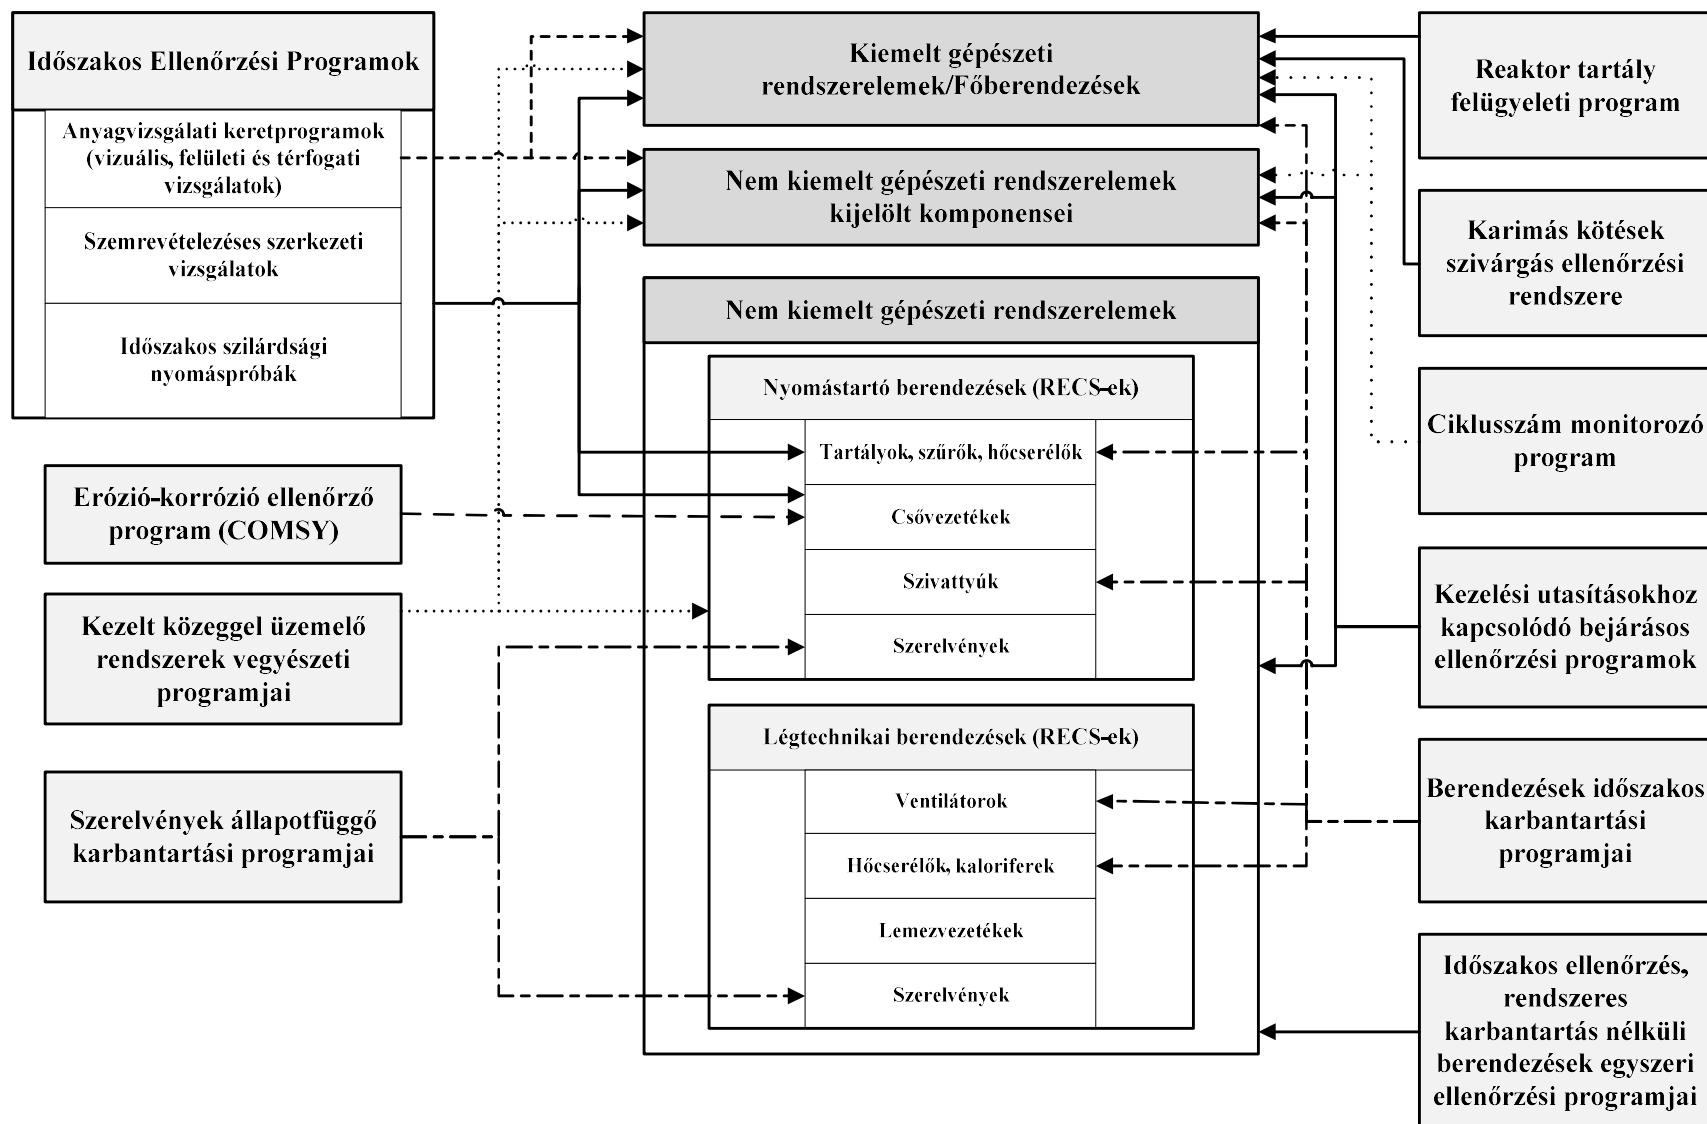 Időszakos Ellenőrzési Programok
Anyagvizsgálati keretprogramok
(vizuális, felületi és térfogati
vizsgálatok)
Szemrevételezéses szerkezeti
vizsgálatok
Időszakos szilárdsági
nyomáspróbák
Erózió-korrózió ellenőrző
program (COMSY)
Kezelt közeggel üzemelő
rendszerek vegyészeti
programjai
Szerelvények állapotfüggő
karbantartási programjai
Kiemelt gépészeti
rendszerelemek/Főberendezések
Nem kiemelt gépészeti rendszerelemek
kijelölt komponensei
Nem kiemelt gépészeti rendszerelemek
Nyomástartó berendezések (RECS-ek)
Tartályok, szűrők, hőcserélők
Csővezetékek
Szivattyúk
Szerelvények
Légtechnikai berendezések (RECS-ek)
Ventilátorok
Hőcserélők, kaloriferek
Lemezvezetékek
Szerelvények
Reaktor tartály
felügyeleti program
Karimás kötések
szivárgás ellenőrzési
rendszere
Ciklusszám monitorozó
program
Kezelési utasításokhoz
kapcsolódó bejárásos
ellenőrzési programok
Berendezések időszakos
karbantartási
programjai
Időszakos ellenőrzés,
rendszeres
karbantartás nélküli
berendezések egyszeri
ellenőrzési programjai